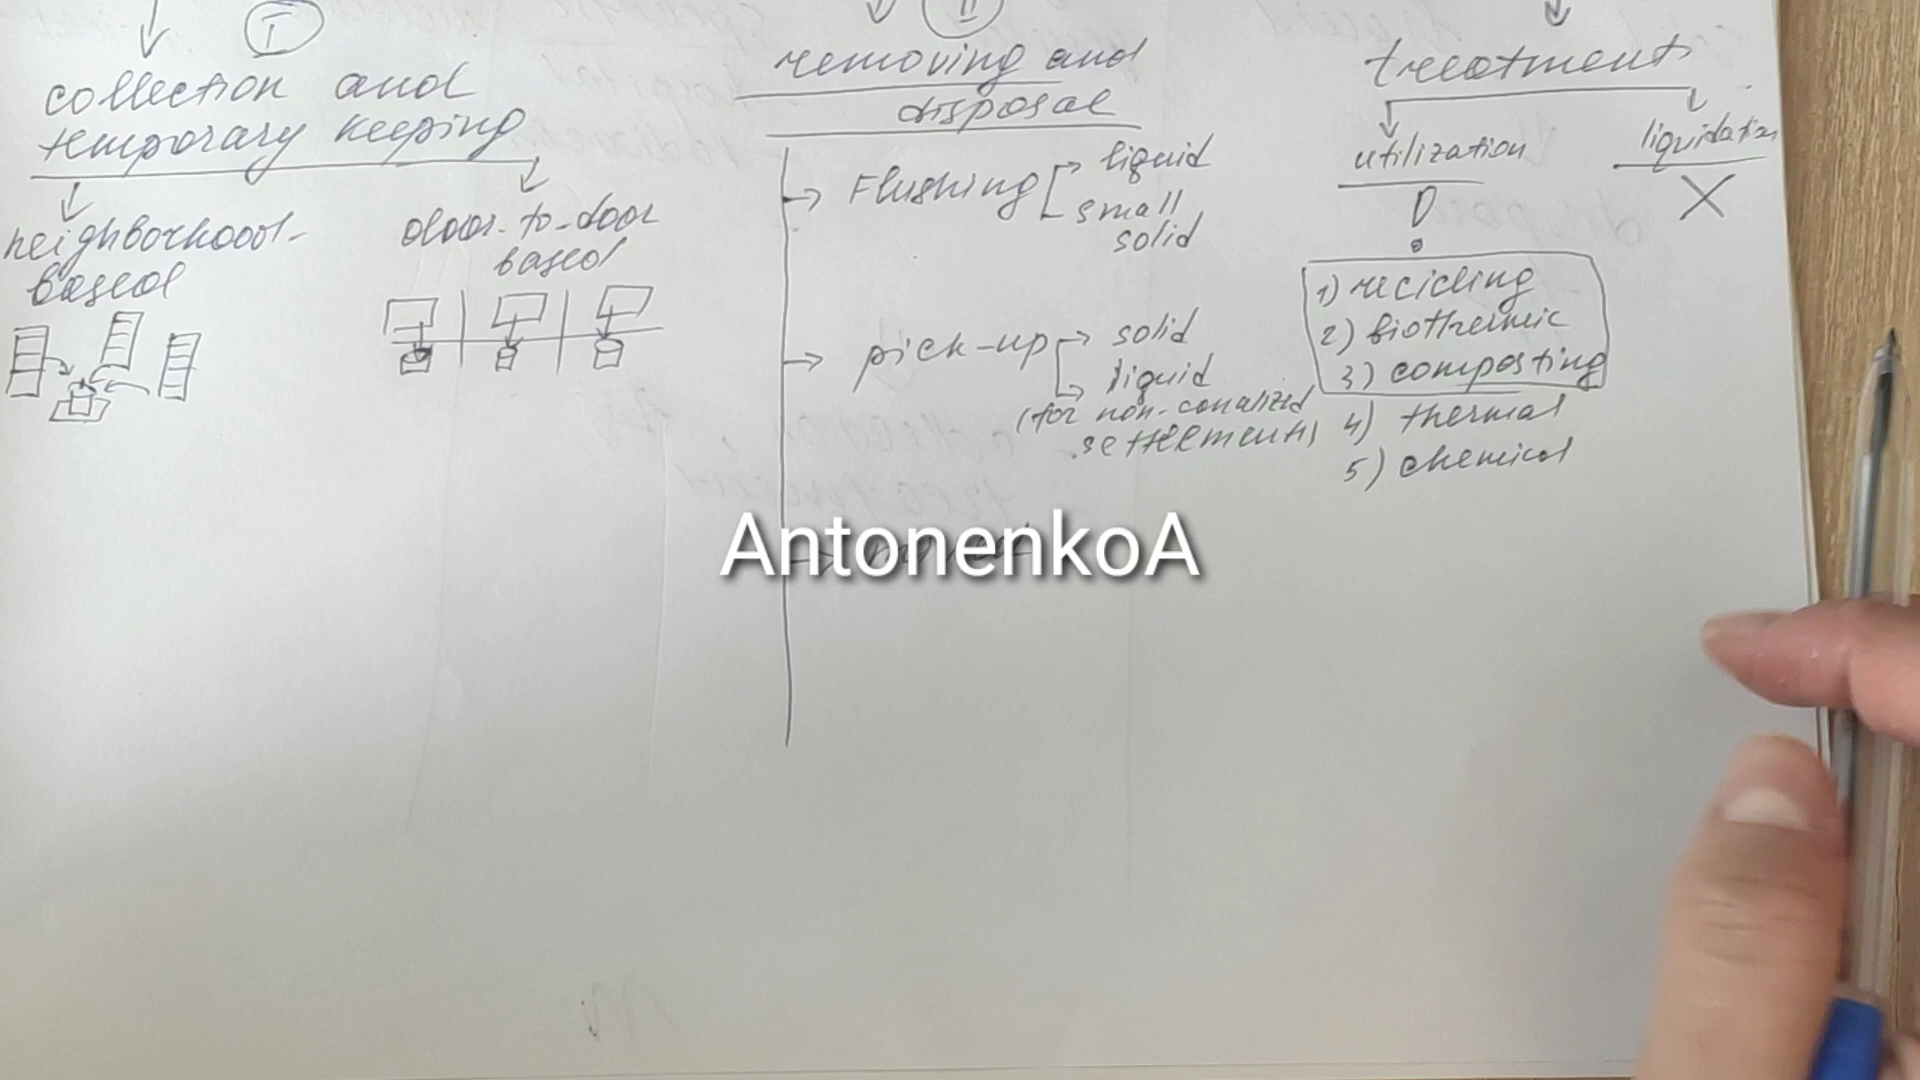 I
collection and
temporary keeping
neighborhood-
based
door-to-door
based
II
removing and
disposal
Flushing
liquid
small
solid
pick-up
solid
liquid
(for non-canalized
settlements)
treatment
utilization
liquidation
1) recicling
2) biothermic
3) composting
4) thermal
5) chemical
AntonenkoA